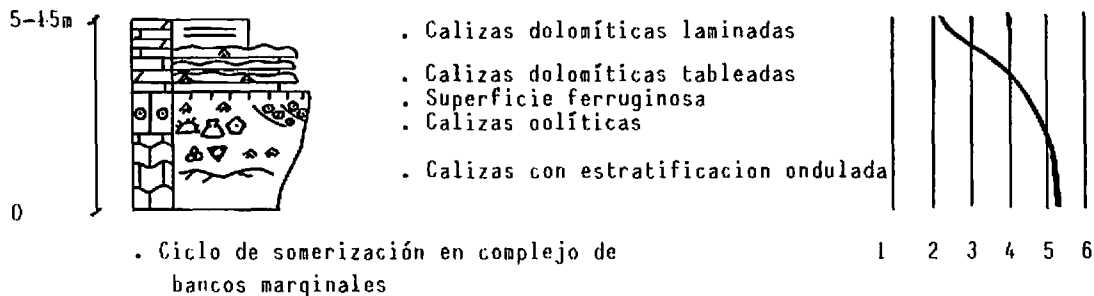 5-15m
. Calizas dolomíticas laminadas
. Calizas dolomíticas tableadas
. Superficie ferruginosa
. Calizas oolíticas
. Calizas con estratificacion ondulada
0
. Ciclo de somerización en complejo de
bancos marginales
1 2 3 4 5 6